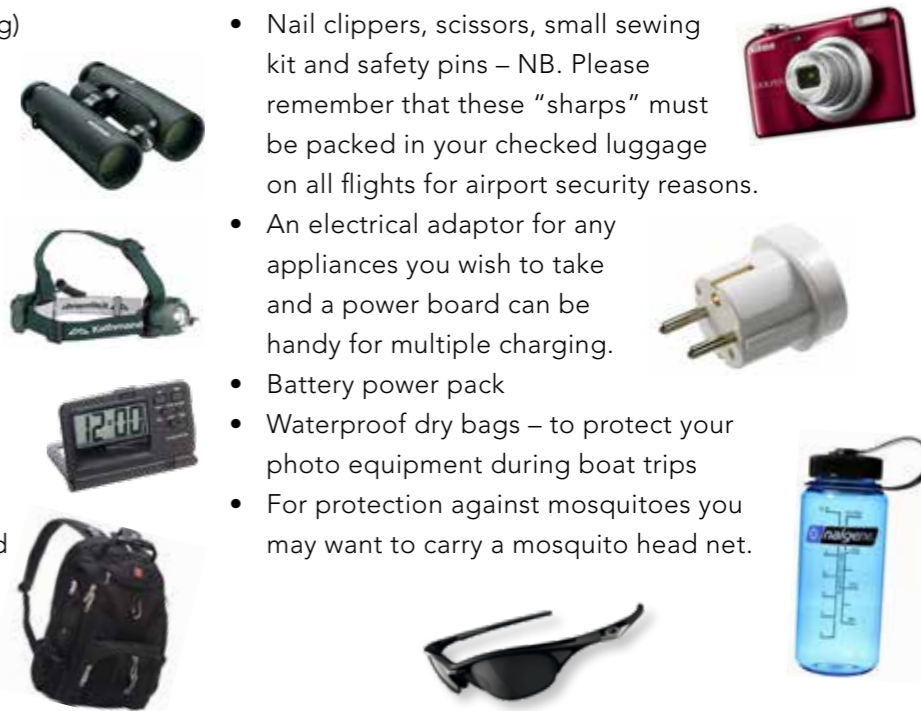 g)
• Nail clippers, scissors, small sewing
kit and safety pins – NB. Please
remember that these “sharps” must
be packed in your checked luggage
on all flights for airport security reasons.
• An electrical adaptor for any
appliances you wish to take
and a power board can be
handy for multiple charging.
• Battery power pack
• Waterproof dry bags – to protect your
photo equipment during boat trips
• For protection against mosquitoes you
may want to carry a mosquito head net.
d
Nikon
12:00
nalgene